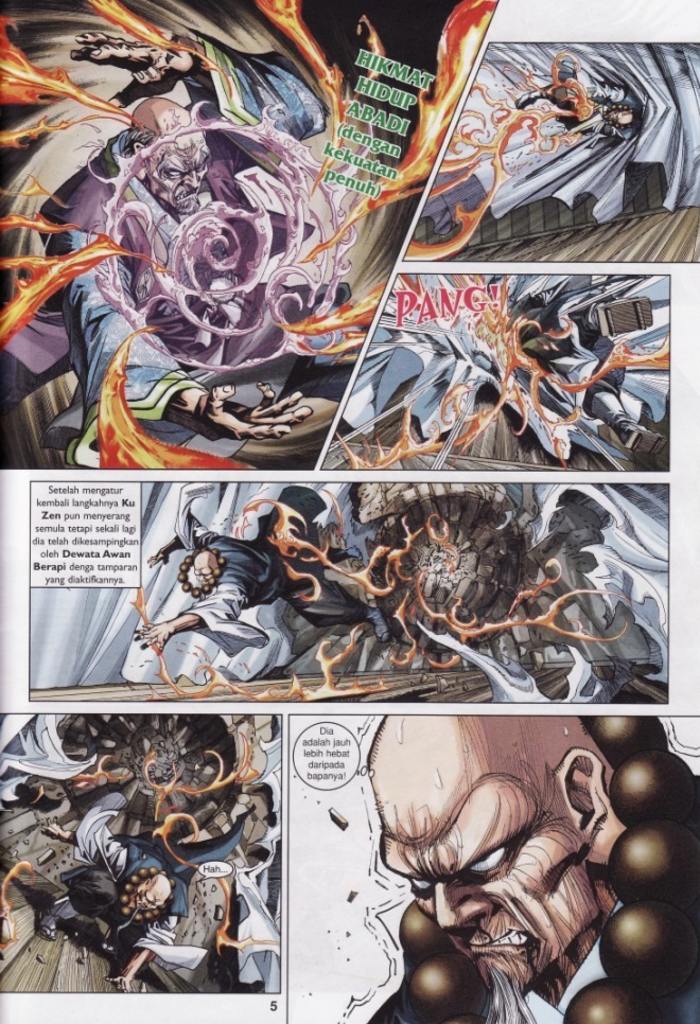 HIKMAT
HIDUP
ABADI
(dengan
kekuatan
penuh)
PANG!
Setelah mengatur
kembali langkahnya Ku
Zen pun menyerang
semula tetapi sekali lagi
dia telah dikesampingkan
oleh Dewata Awan
Berapi denga tamparan
yang diaktifkannya.
Hah...
Dia
adalah jauh
lebih hebat
daripada
bapanya!
5